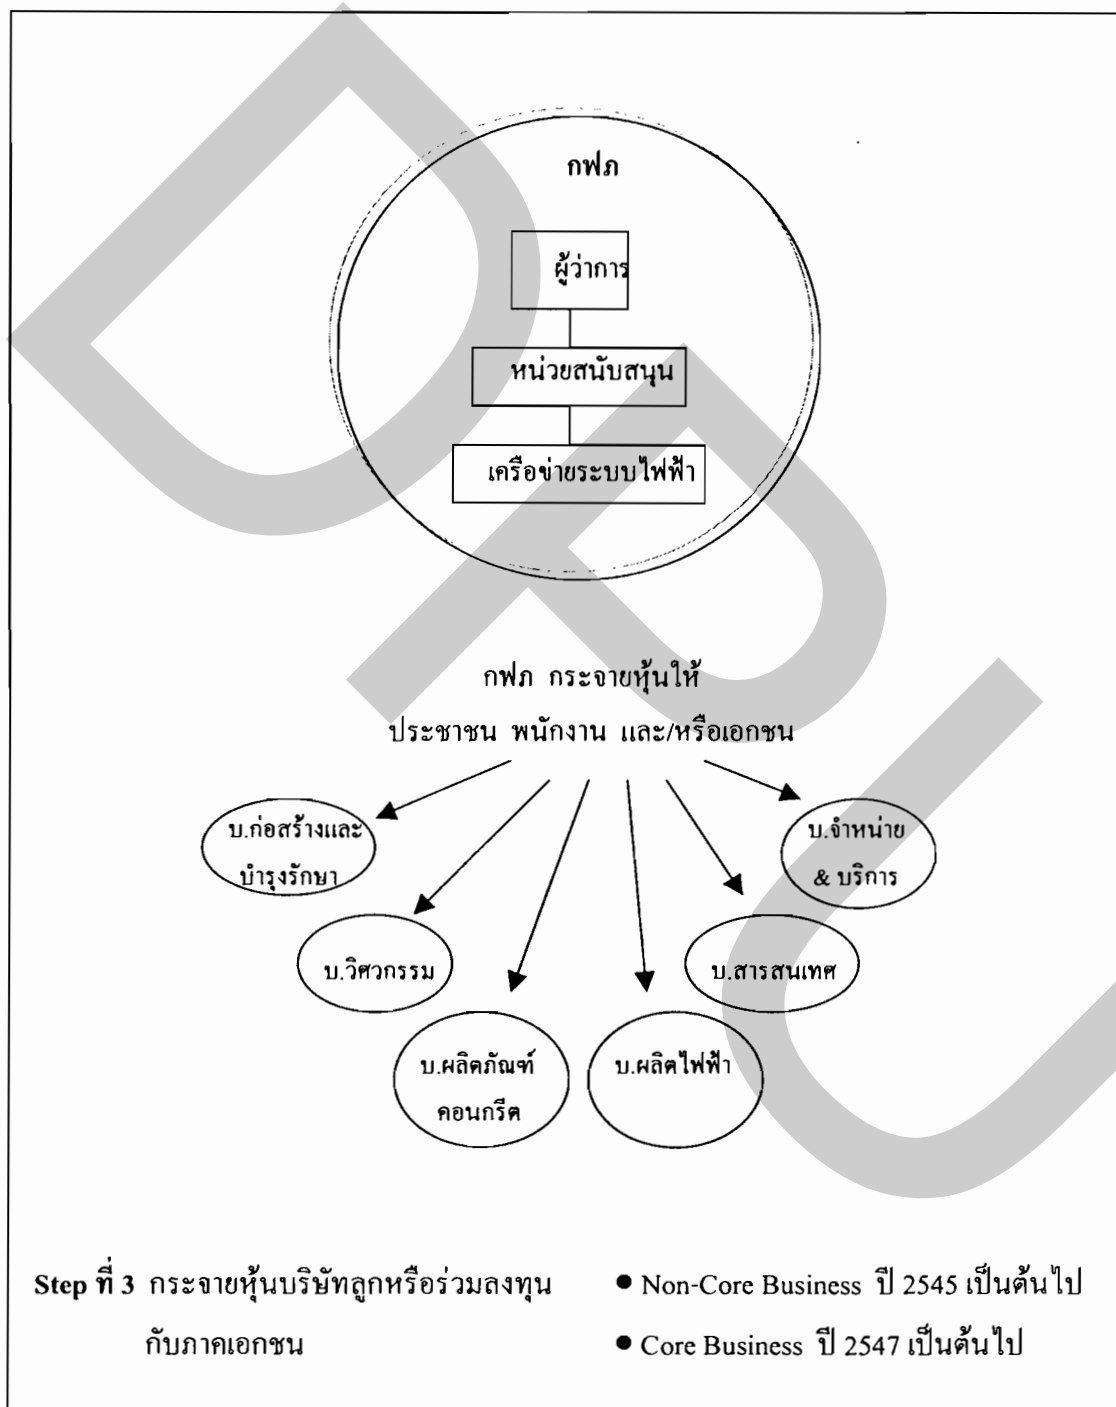 กฟภ
ผู้ว่าการ
หน่วยสนับสนุน
เครือข่ายระบบไฟฟ้า
กฟภ กระจายหุ้นให้
ประชาชน พนักงาน และ/หรือเอกชน
บ.ก่อสร้างและ
บำรุงรักษา
บ.จำหน่าย
& บริการ
บ.วิศวกรรม
บ.สารสนเทศ
บ.ผลิตภัณฑ์
คอนกรีต
บ.ผลิตไฟฟ้า
Step ที่ 3 กระจายหุ้นบริษัทลูกหรือร่วมลงทุน
กับภาคเอกชน
● Non-Core Business ปี 2545 เป็นต้นไป
● Core Business ปี 2547 เป็นต้นไป
DPU